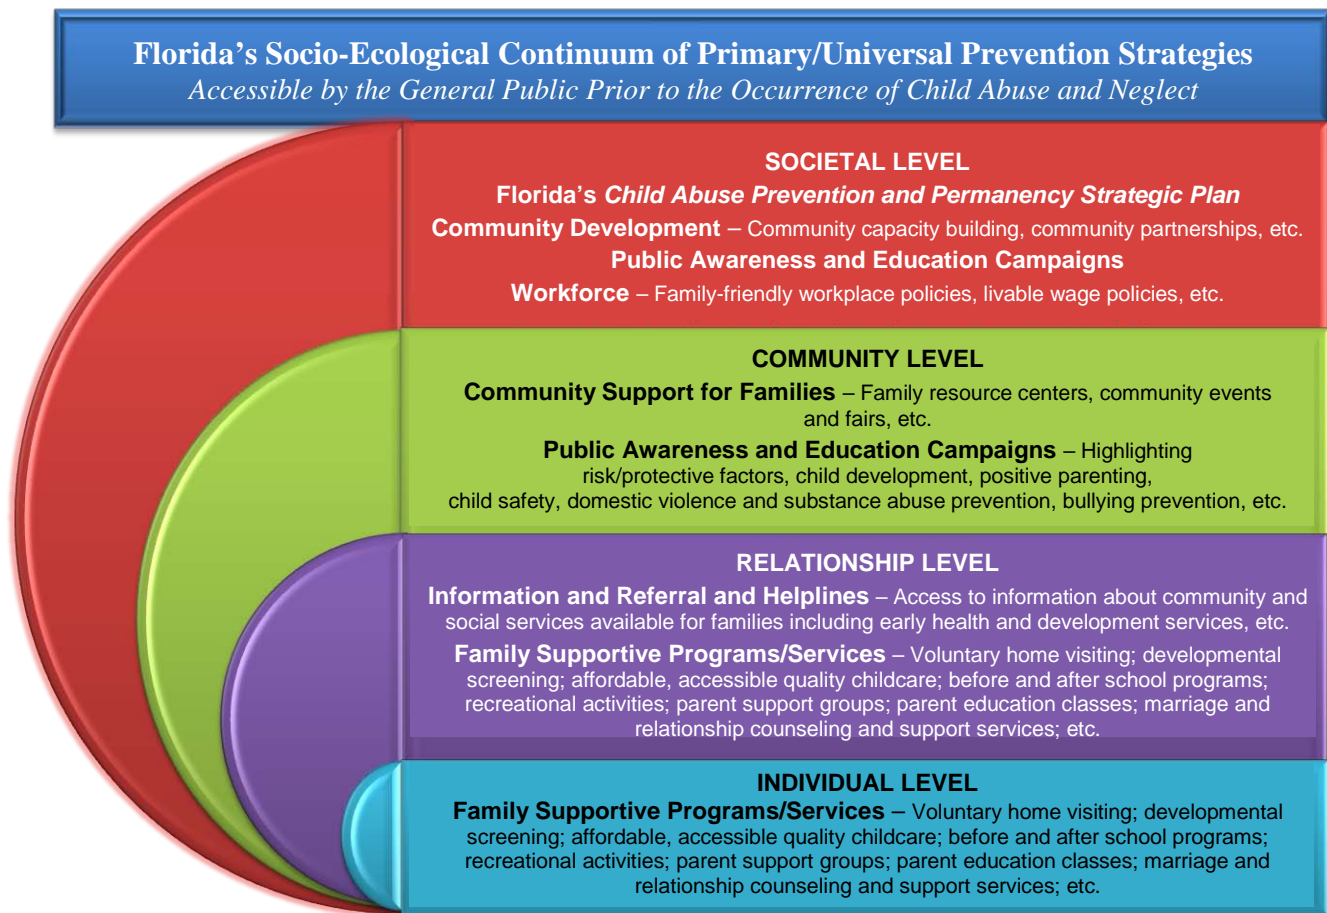 Florida’s Socio-Ecological Continuum of Primary/Universal Prevention Strategies
Accessible by the General Public Prior to the Occurrence of Child Abuse and Neglect
SOCIETAL LEVEL
Florida’s Child Abuse Prevention and Permanency Strategic Plan
Community Development – Community capacity building, community partnerships, etc.
Public Awareness and Education Campaigns
Workforce – Family-friendly workplace policies, livable wage policies, etc.
COMMUNITY LEVEL
Community Support for Families – Family resource centers, community events
and fairs, etc.
Public Awareness and Education Campaigns – Highlighting
risk/protective factors, child development, positive parenting,
child safety, domestic violence and substance abuse prevention, bullying prevention, etc.
RELATIONSHIP LEVEL
Information and Referral and Helplines – Access to information about community and
social services available for families including early health and development services, etc.
Family Supportive Programs/Services – Voluntary home visiting; developmental
screening; affordable, accessible quality childcare; before and after school programs;
recreational activities; parent support groups; parent education classes; marriage and
relationship counseling and support services; etc.
INDIVIDUAL LEVEL
Family Supportive Programs/Services – Voluntary home visiting; developmental
screening; affordable, accessible quality childcare; before and after school programs;
recreational activities; parent support groups; parent education classes; marriage and
relationship counseling and support services; etc.